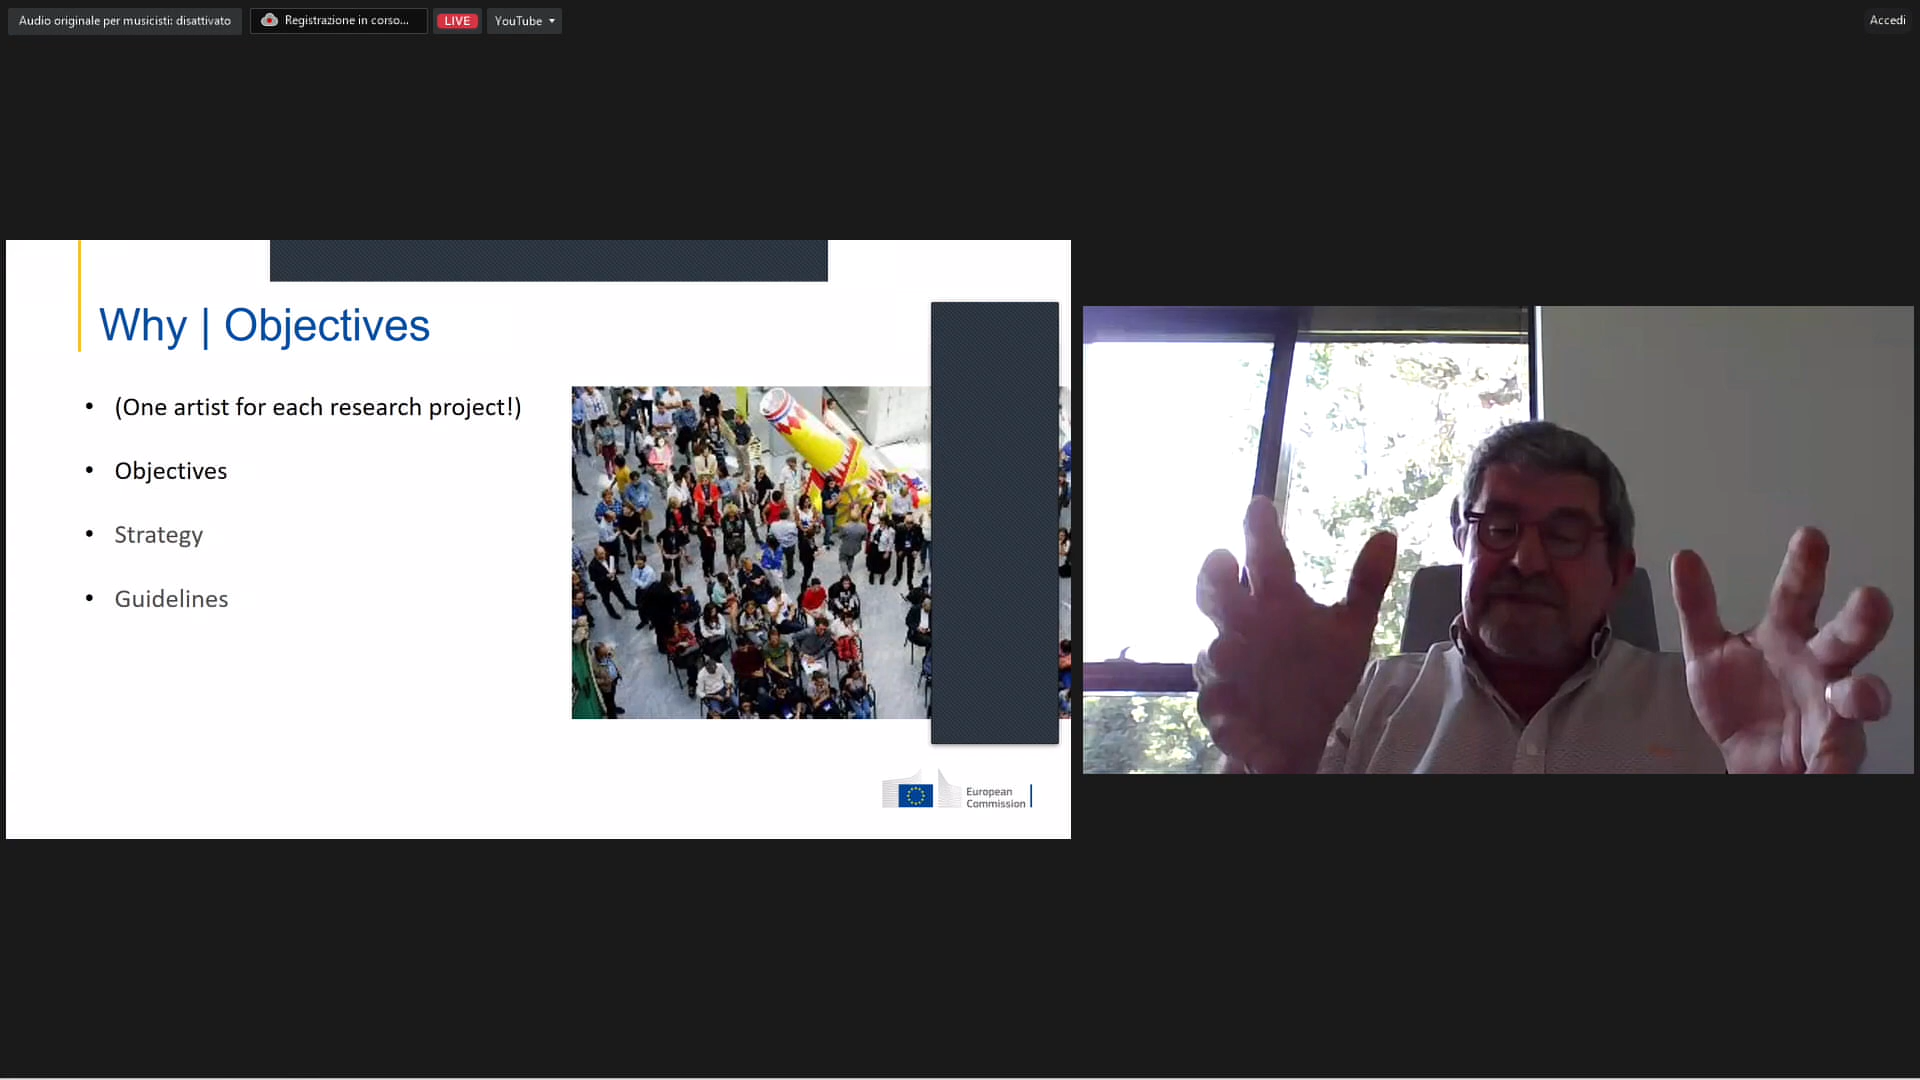 Audio originale per musicisti: disattivato
Registrazione in corso...
LIVE
YouTube
Accedi
Why | Objectives
• (One artist for each research project!)
• Objectives
• Strategy
• Guidelines
European
Commission